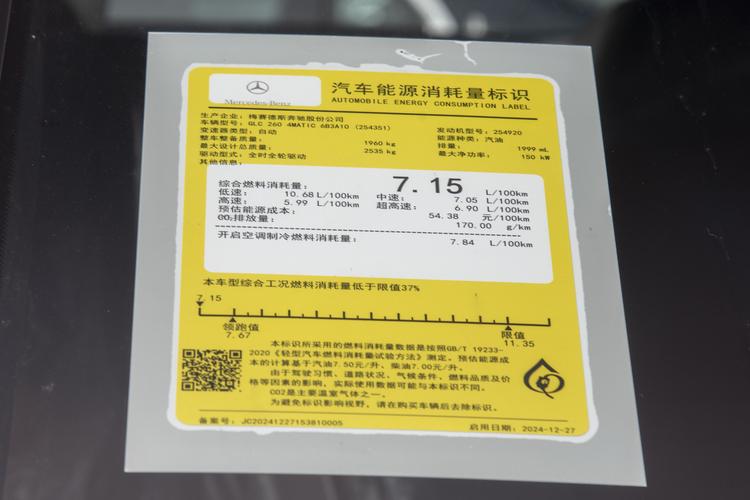 Mercedes-Benz
汽车能源消耗量标识
AUTOMOBILE ENERGY CONSUMPTION LABEL
生产企业：梅赛德斯奔驰股份公司
车辆型号：GLC 260 4MATIC 6B3A10 (254351)
变速器类型：自动 发动机型号：254920
整车整备质量： 1960 kg 能源种类：汽油
最大设计总质量： 2535 kg 排量： 1999 mL
驱动型式：全时全轮驱动 最大净功率： 150 kW
其他信息：
综合燃料消耗量： 7.15 L/100km
低速： 10.68 L/100km 中速： 7.05 L/100km
高速： 5.99 L/100km 超高速： 6.90 L/100km
预估能源成本： 54.38 元/100km
CO₂排放量： 170.00 g/km
开启空调制冷燃料消耗量： 7.84 L/100km
本车型综合工况燃料消耗量低于限值37%
7.15
领跑值 限值
7.67 11.35
本标识所采用的燃料消耗量数据是按照GB/T 19233-
2020《轻型汽车燃料消耗量试验方法》测定。预估能源成
本的计算基于汽油7.50元/升、柴油7.00元/升。
由于驾驶习惯、道路状况、气候条件、燃料品质及价
格等因素的影响，实际使用数据可能与本标识不同。
CO2是主要温室气体之一。
为避免标识影响视野，请在购买车辆后去除标识。
备案号： JC20241227153810005 启用日期：2024-12-27